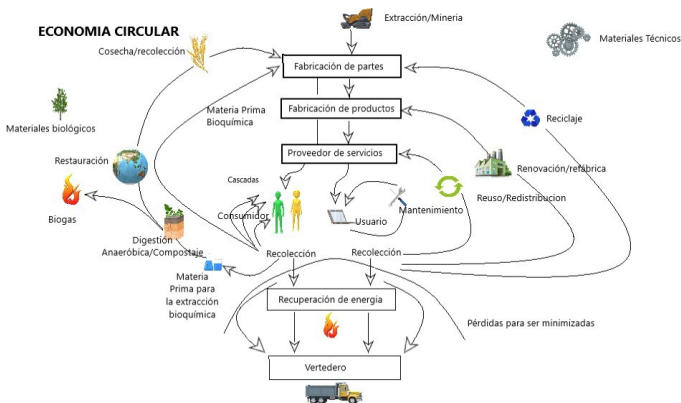 ECONOMIA CIRCULAR
Extracción/Mineria
Materiales Técnicos
Cosecha/recolección
Fabricación de partes
Materiales biológicos
Materia Prima
Bioquímica
Fabricación de productos
Reciclaje
Proveedor de servicios
Restauración
Renovación/refábrica
Cascadas
Reuso/Redistribucion
Mantenimiento
Consumidor
Usuario
Biogas
Digestión
Anaeróbica/Compostaje
Recolección
Recolección
Materia
Prima para
la extracción
bioquímica
Recuperación de energia
Pérdidas para ser minimizadas
Vertedero